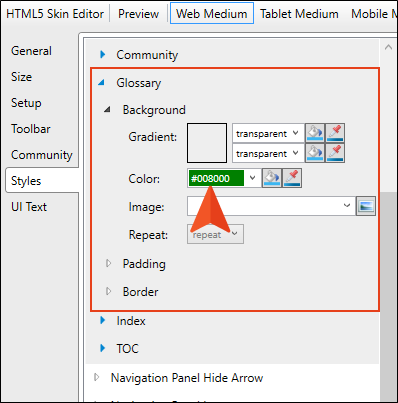 HTML5 Skin Editor Preview Web Medium Tablet Medium Mobile M
General
Size
Setup
Toolbar
Community
Styles
UI Text
Community
Glossary
Background
Gradient: transparent
transparent
Color: #008000
Image:
Repeat: repeat
Padding
Border
Index
TOC
Navigation Panel Hide Arrow